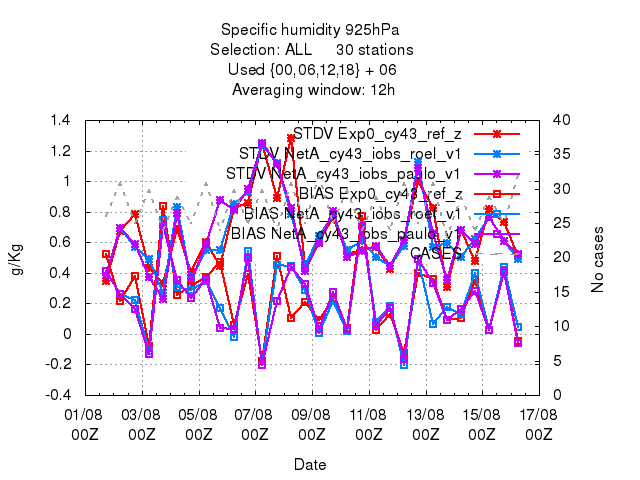 Specific humidity 925hPa
Selection: ALL 30 stations
Used {00,06,12,18} + 06
Averaging window: 12h
1.4
1.2
1
0.8
0.6
0.4
0.2
0
-0.2
-0.4
g/Kg
40
35
30
25
20
15
10
5
0
No cases
STDV Exp0_cy43_ref_z
STDV NetA_cy43_iobs_roel_v1
STDV NetA_cy43_iobs_paulo_v1
BIAS Exp0_cy43_ref_z
BIAS NetA_cy43_iobs_roel_v1
BIAS NetA_cy43_iobs_paulo_v1
CASES
01/08 03/08 05/08 07/08 09/08 11/08 13/08 15/08 17/08
00Z 00Z 00Z 00Z 00Z 00Z 00Z 00Z 00Z
Date